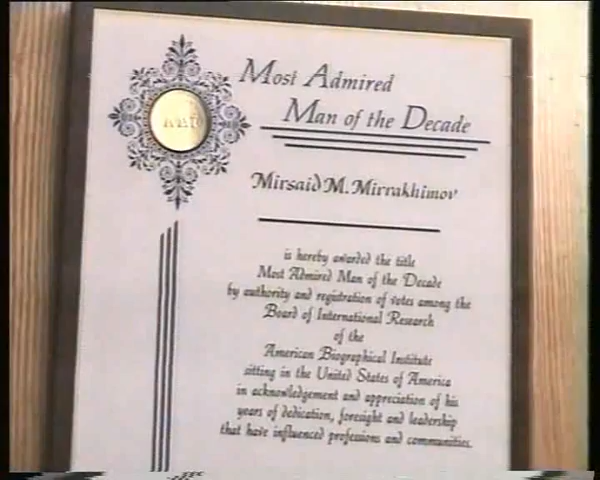 Most Admired
Man of the Decade
Mirsaid M. Mirrakhimov
is hereby awarded the title
Most Admired Man of the Decade
by authority and registration of votes among the
Board of International Research
of the
American Biographical Institute
sitting in the United States of America
in acknowledgement and appreciation of his
years of dedication, foresight and leadership
that have influenced professions and communities.